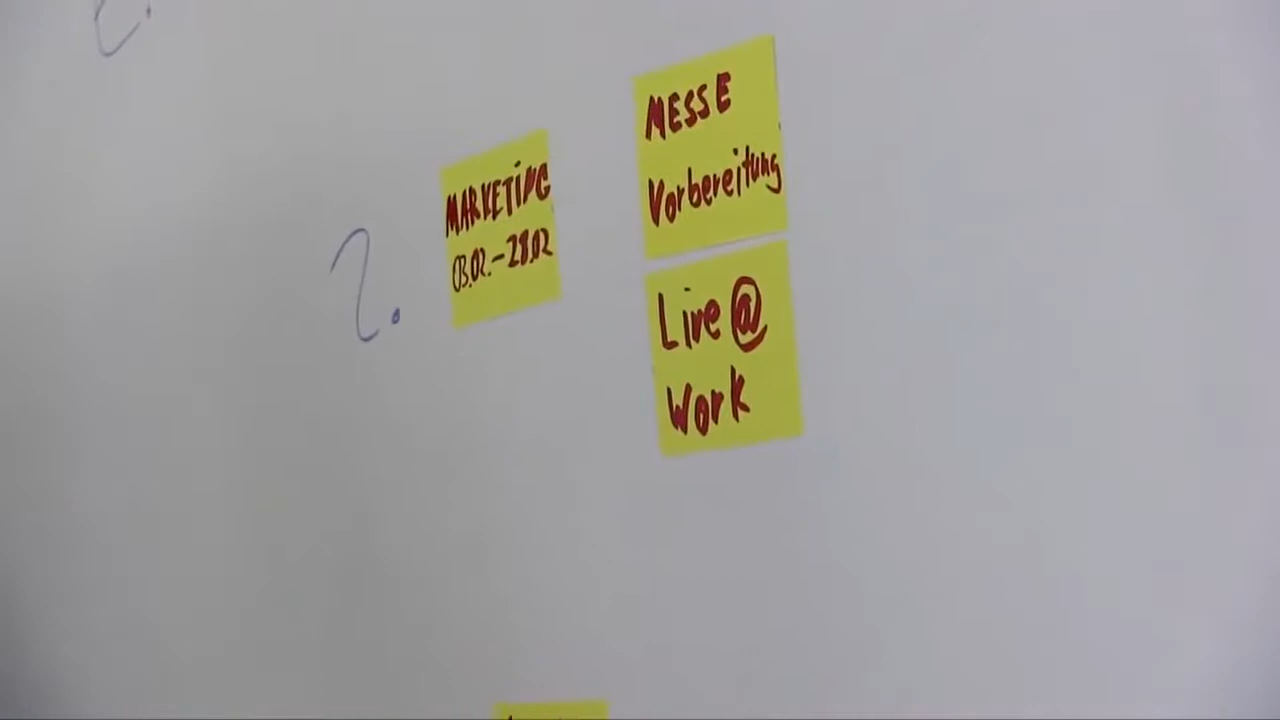 2.
MARKETING
03.02.-28.02
MESSE
Vorbereitung
Live@
Work